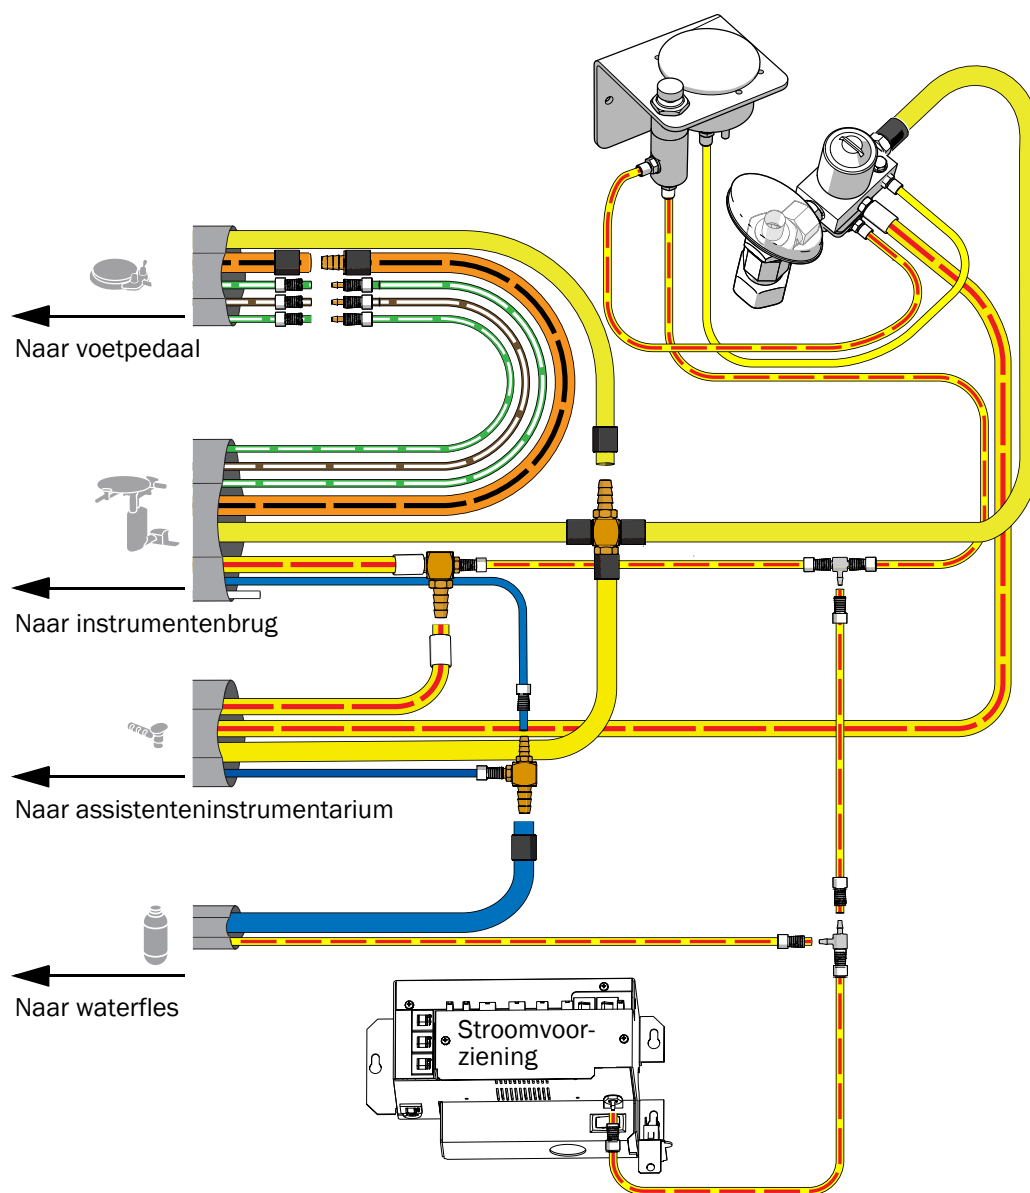 Naar voetpedaal
Naar instrumentenbrug
Naar assistenteninstrumentarium
Naar waterfles
Stroomvoor-
ziening